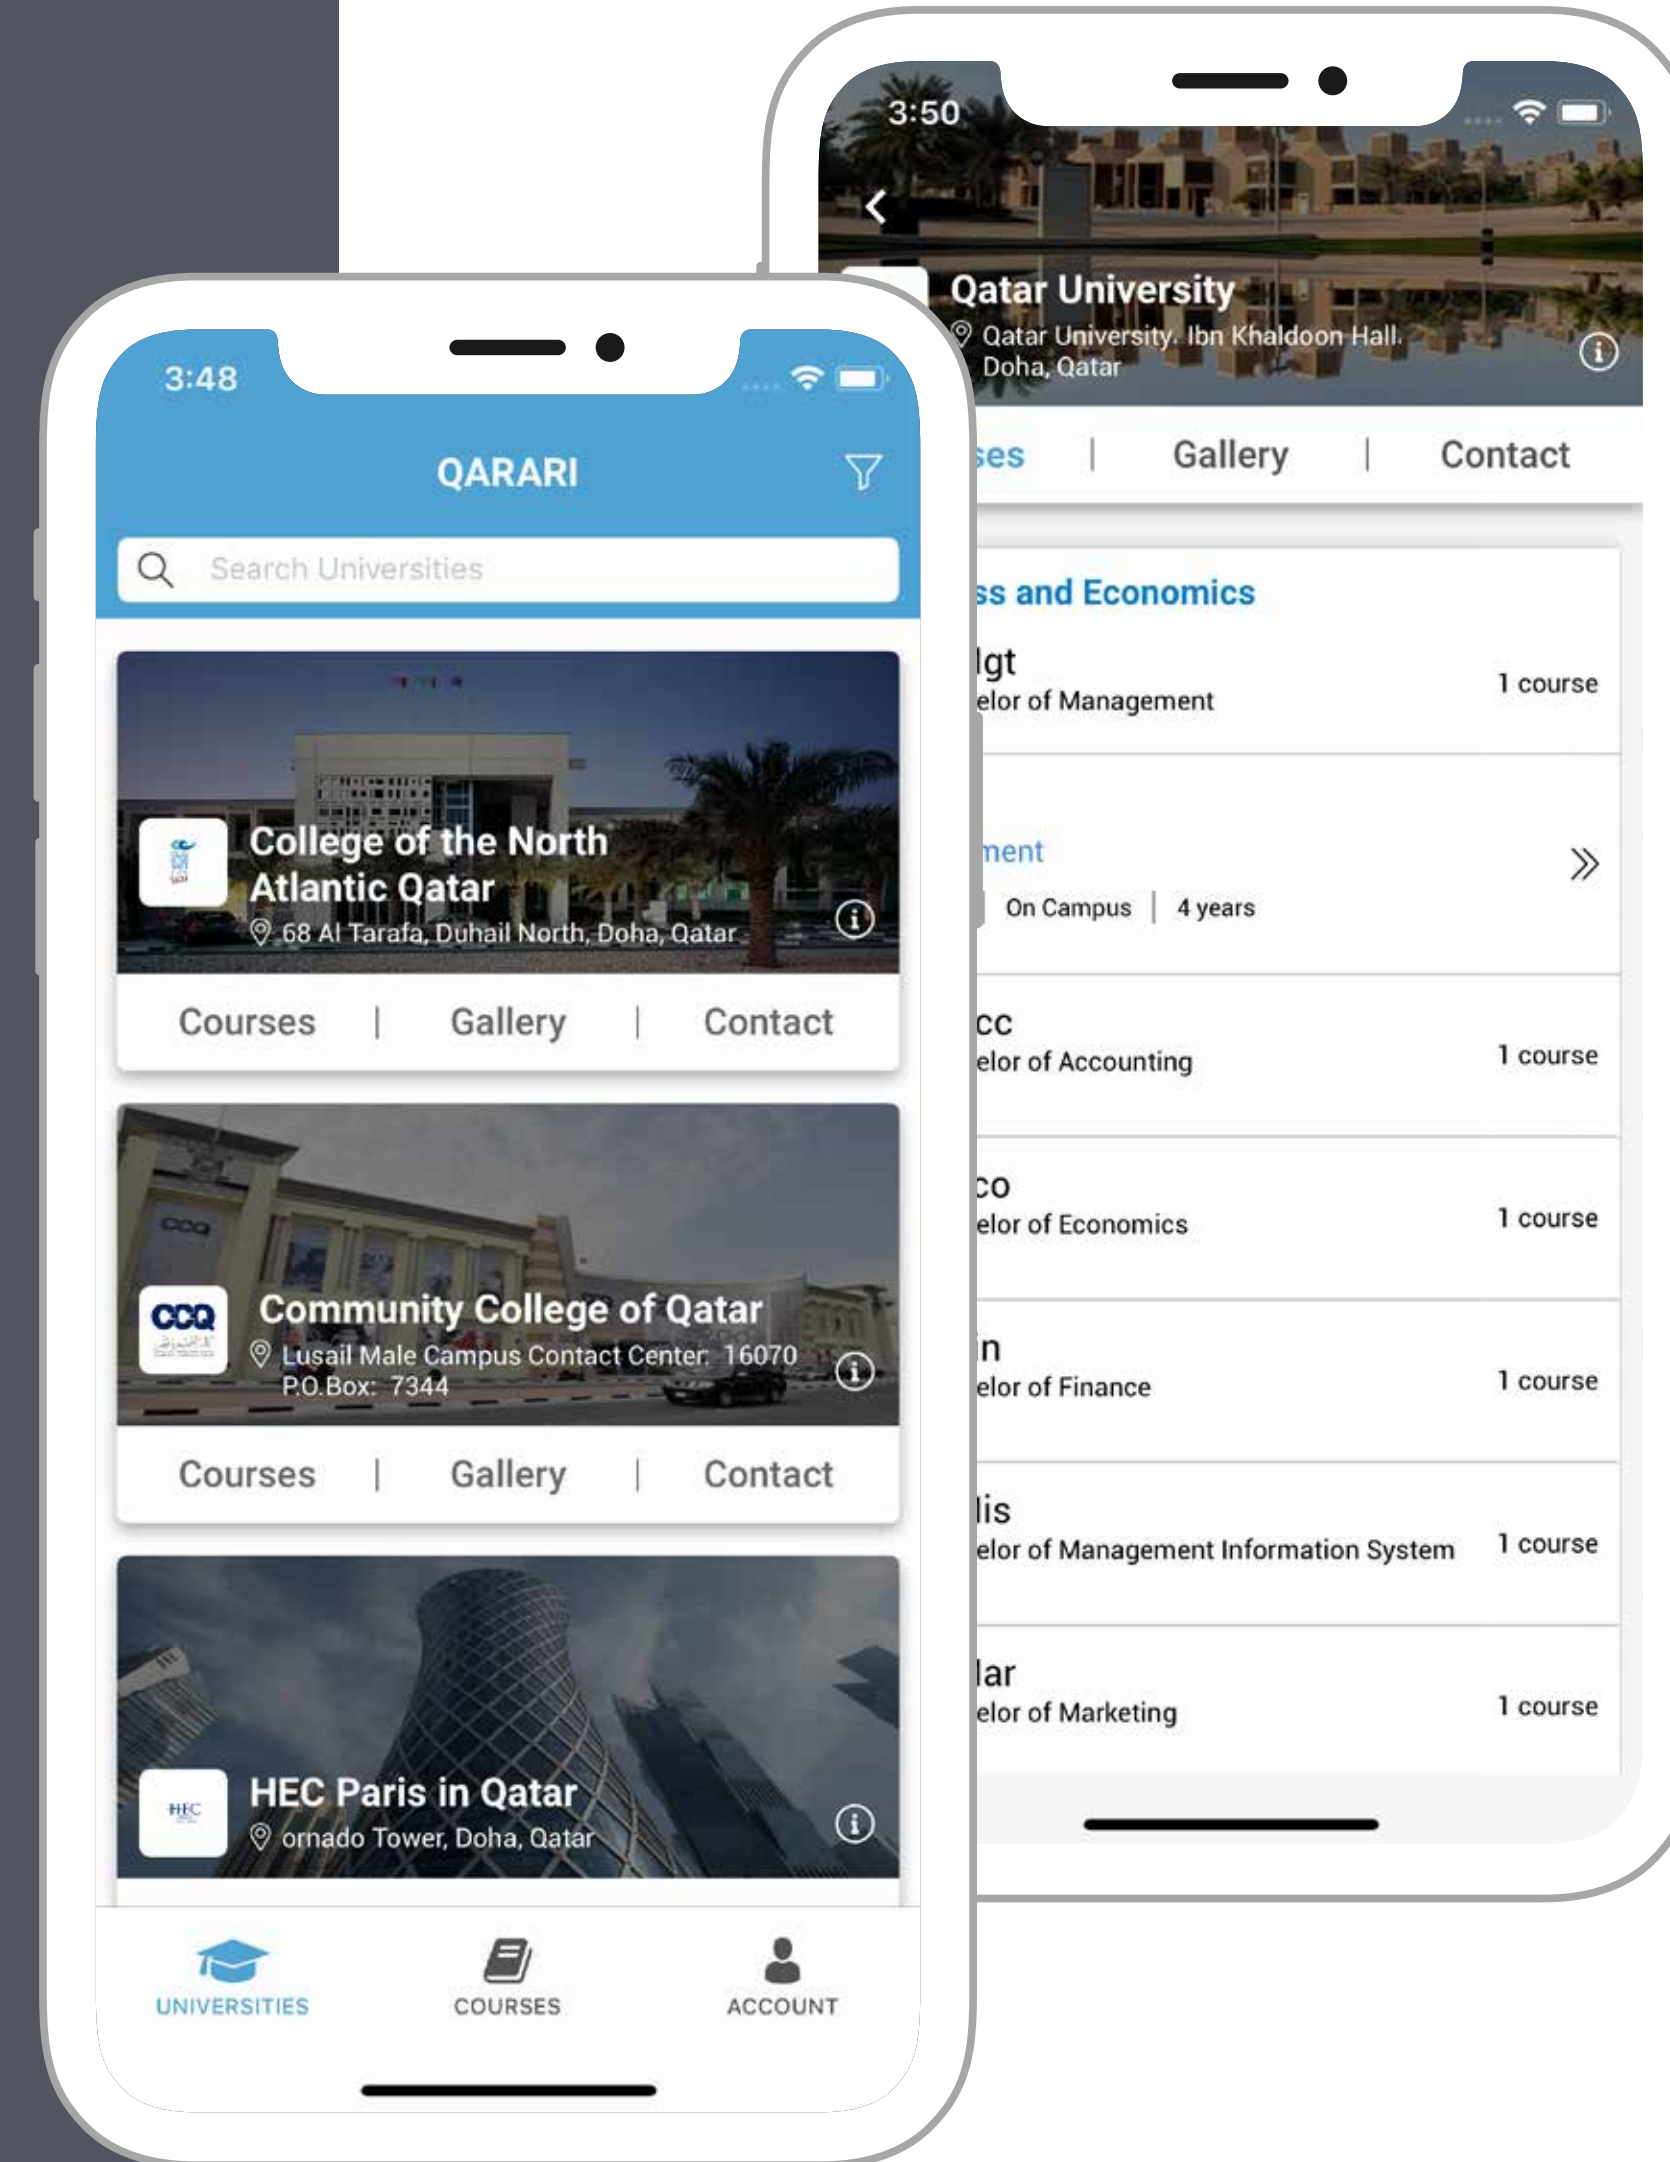 3:48
QARARI
Search Universities
College of the North
Atlantic Qatar
68 Al Tarafa, Duhail North, Doha, Qatar
Courses | Gallery | Contact
CCQ
CCQ
Community College of Qatar
Lusail Male Campus Contact Center: 16070
P.O.Box: 7344
Courses | Gallery | Contact
HEC
HEC Paris in Qatar
ornado Tower, Doha, Qatar
UNIVERSITIES
COURSES
ACCOUNT
3:50
Qatar University
Qatar University. Ibn Khaldoon Hall.
Doha, Qatar
ses | Gallery | Contact
ss and Economics
lgt
elor of Management
1 course
ment
On Campus | 4 years
cc
elor of Accounting
1 course
co
elor of Economics
1 course
in
elor of Finance
1 course
lis
elor of Management Information System
1 course
lar
elor of Marketing
1 course